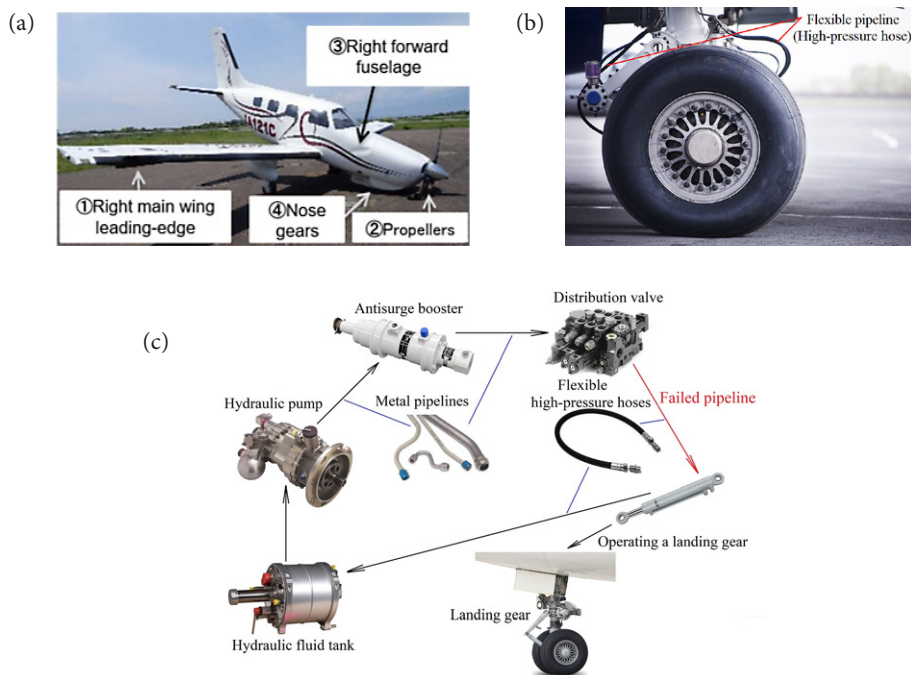 (a)
③Right forward
fuselage
A121C
①Right main wing
leading-edge
④Nose
gears
②Propellers
(b)
Flexible pipeline
(High-pressure hose)
①
(c)
Antisurge booster
Distribution valve
Hydraulic pump
Metal pipelines
Flexible
high-pressure hoses
Failed pipeline
Operating a landing gear
Landing gear
Hydraulic fluid tank